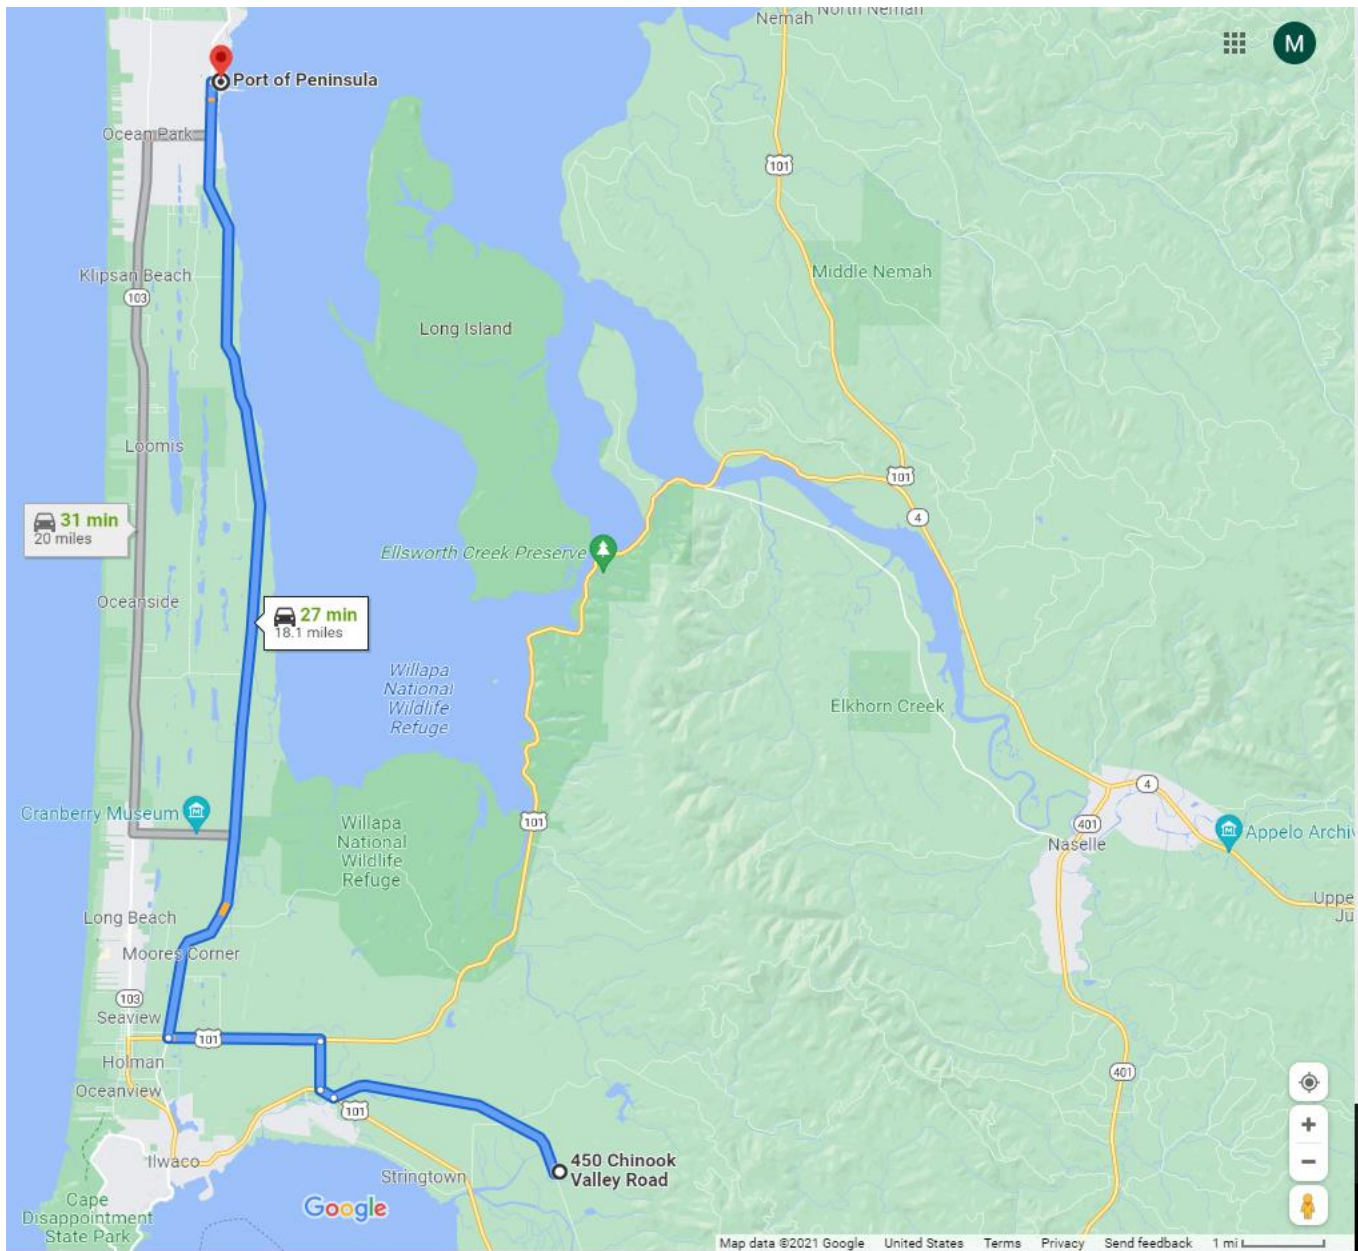 Nemah
North Nemah
M
Port of Peninsula
Ocean Park
101
Middle Nemah
Klipsan Beach
103
Long Island
Loomis
101
4
31 min
20 miles
Ellsworth Creek Preserve
Oceanside
27 min
18.1 miles
Willapa
National
Wildlife
Refuge
Elkhorn Creek
4
Cranberry Museum
Willapa
National
Wildlife
Refuge
101
401
Naselle
Appelo Archiv
Uppe
Ju
Long Beach
Moores Corner
103
Seaview
101
Holman
Oceanview
401
101
Ilwaco
Stringtown
450 Chinook
Valley Road
Cape
Disappointment
State Park
Google
Map data ©2021 Google United States Terms Privacy Send feedback 1 mi